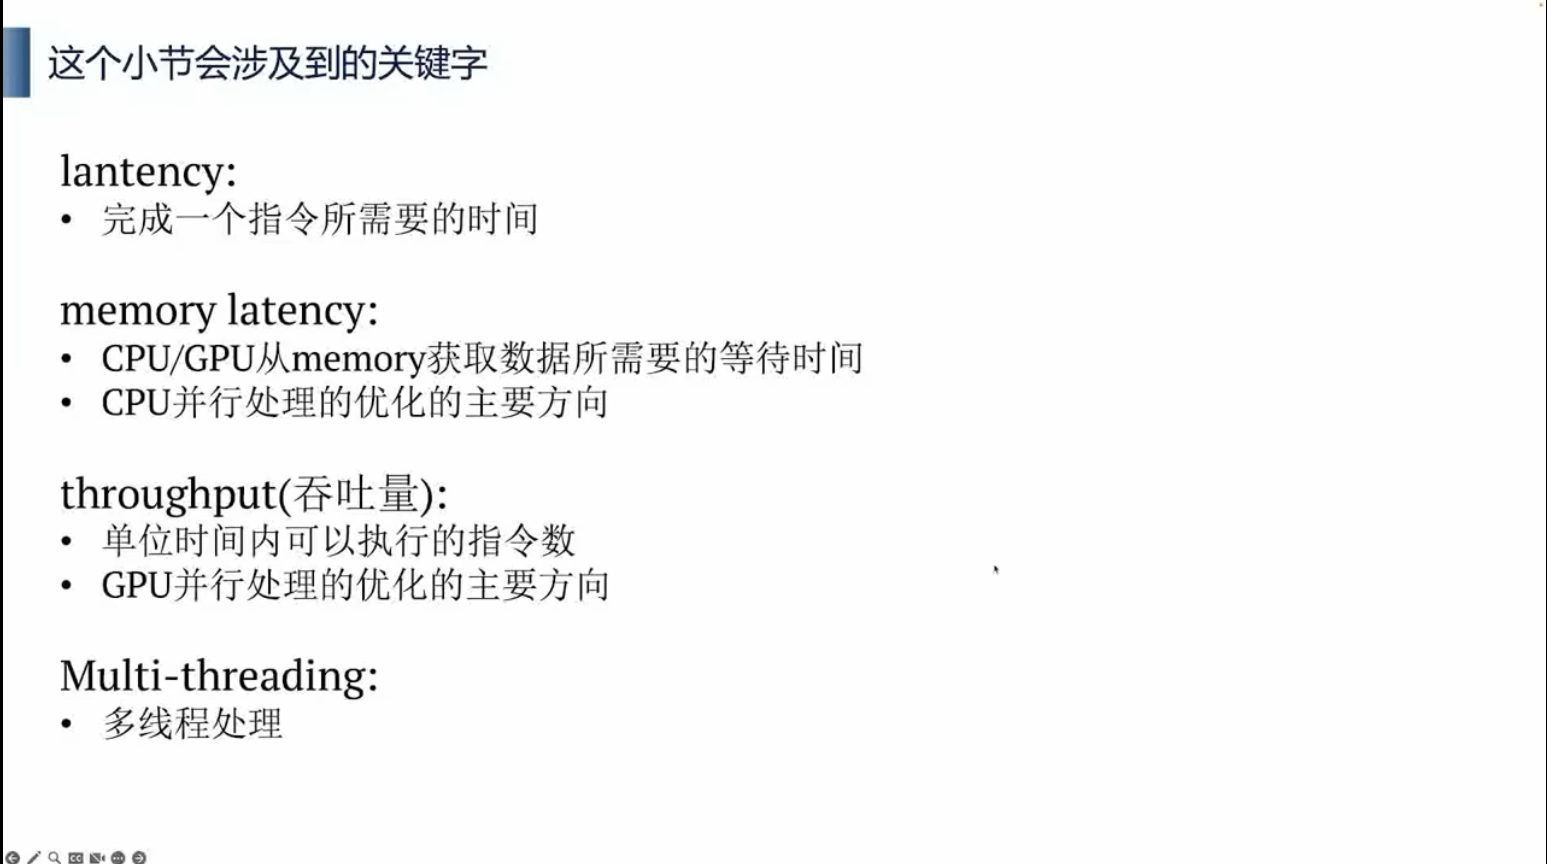 这个小节会涉及到的关键字
lantency:
• 完成一个指令所需要的时间
memory latency:
• CPU/GPU从memory获取数据所需要的等待时间
• CPU并行处理的优化的主要方向
throughput(吞吐量):
• 单位时间内可以执行的指令数
• GPU并行处理的优化的主要方向
Multi-threading:
• 多线程处理
CC